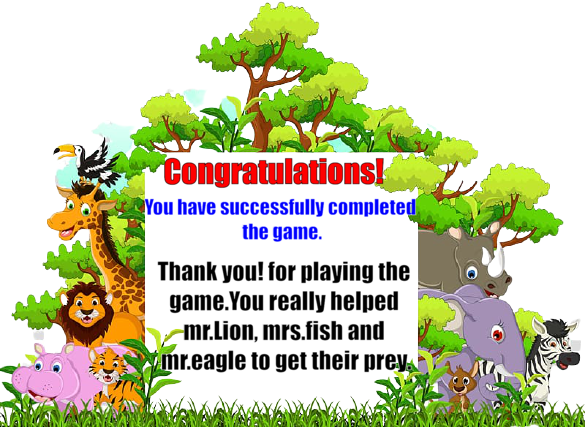 Congratulations!
You have successfully completed
the game.
Thank you! for playing the
game.You really helped
mr.Lion, mrs.fish and
mr.eagle to get their prey.